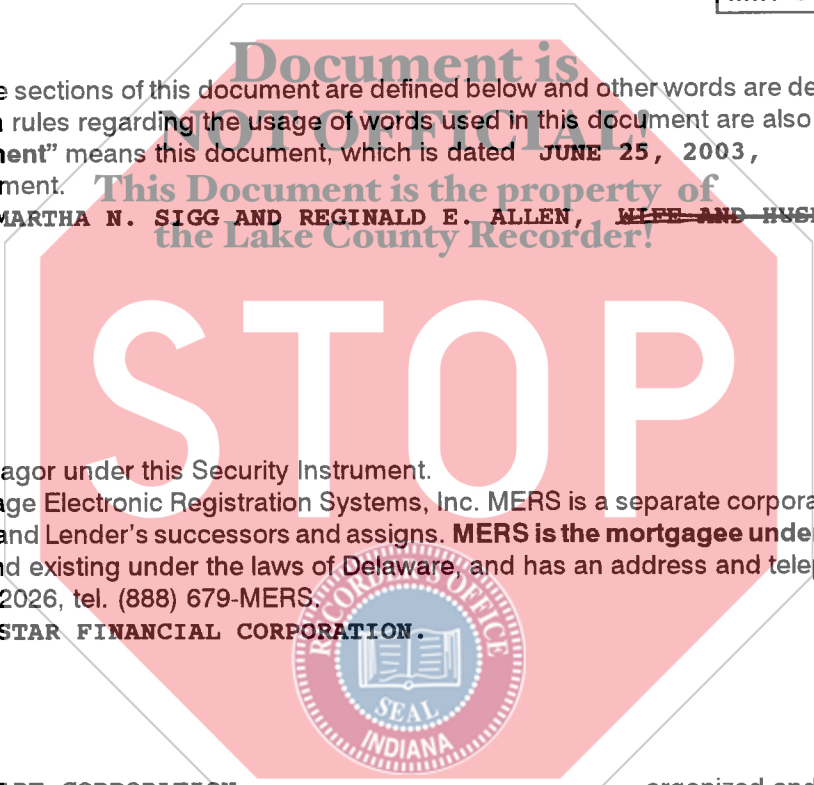 Document is
sections of this document are defined below and other words are de
NOT OFFICIAL!
rules regarding the usage of words used in this document are also
ment" means this document, which is dated JUNE 25, 2003,
ment.
This Document is the property of
MARTHA N. SIGG AND REGINALD E. ALLEN, WIFE AND HUSB
the Lake County Recorder!
STOP
agor under this Security Instrument.
age Electronic Registration Systems, Inc. MERS is a separate corpora
and Lender's successors and assigns. MERS is the mortgagee unde
d existing under the laws of Delaware, and has an address and telep
2026, tel. (888) 679-MERS.
STAR FINANCIAL CORPORATION.
RECORDER'S OFFICE
SEAL
INDIANA
CORPORATION
organized and